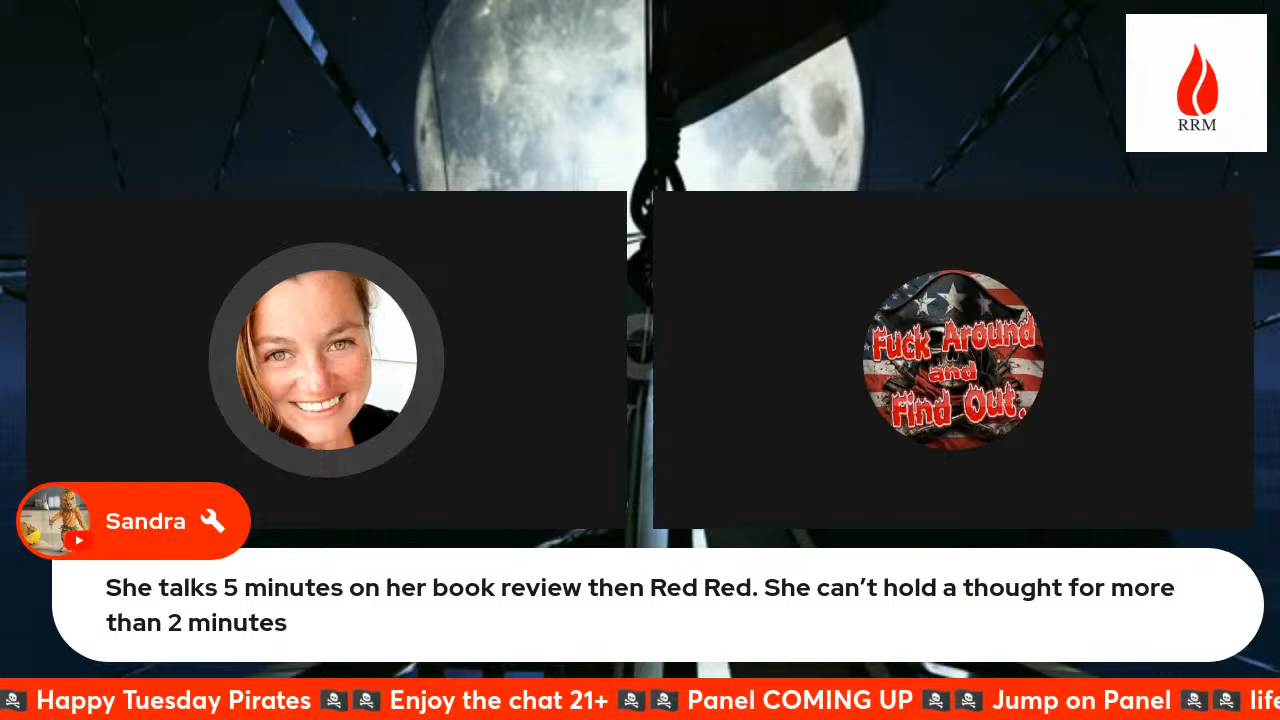 RRM
Fuck Around
and
Find Out.
Sandra
She talks 5 minutes on her book review then Red Red. She can’t hold a thought for more
than 2 minutes
Happy Tuesday Pirates Enjoy the chat 21+ Panel COMING UP Jump on Panel life